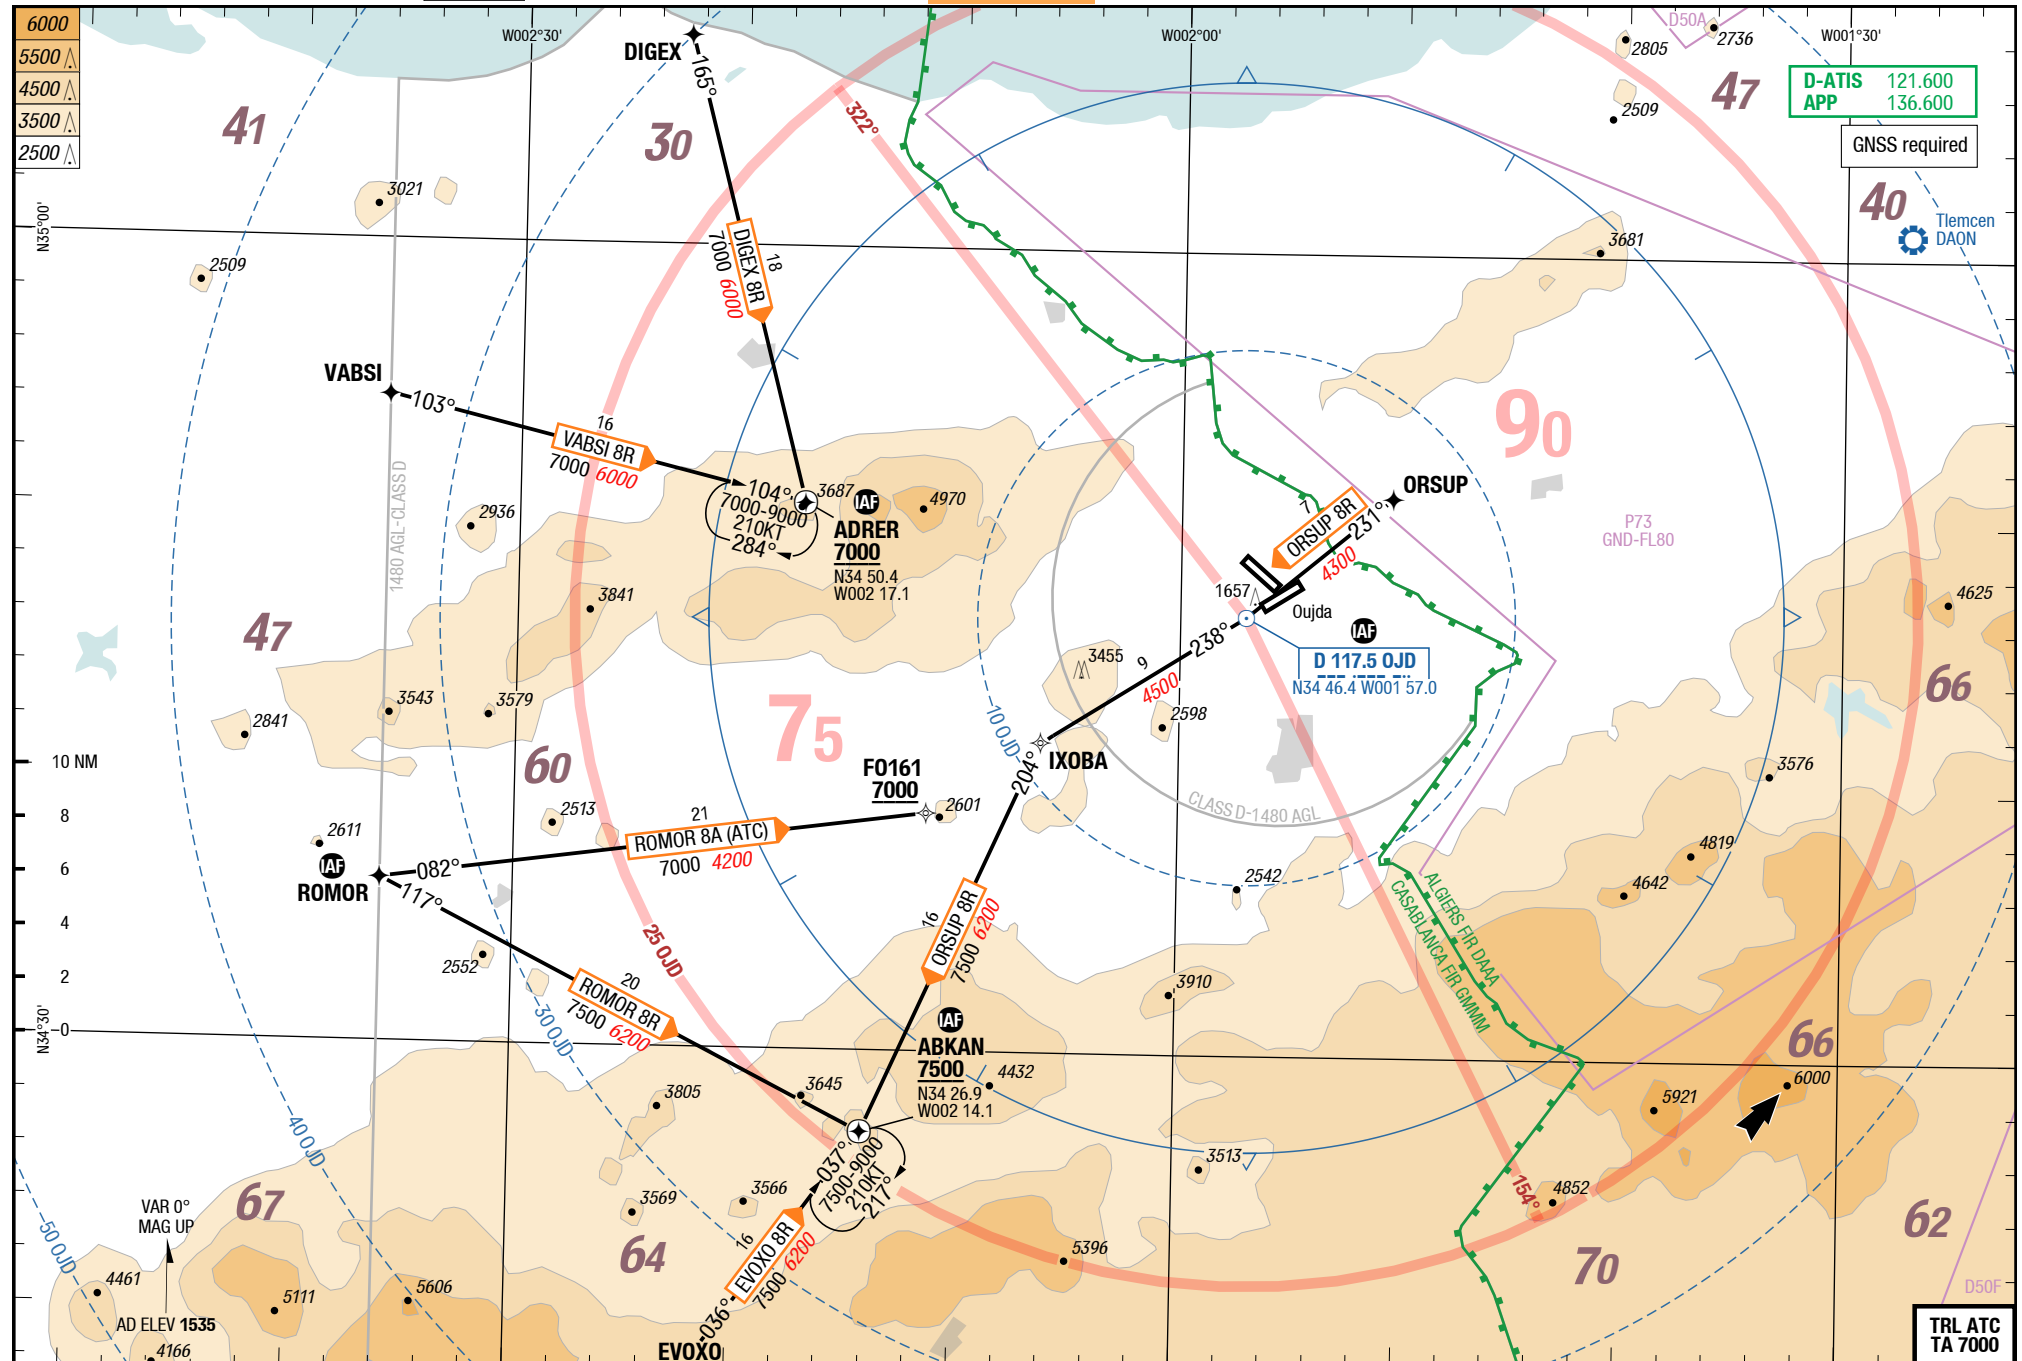 6000
5500
4500
3500
2500
W002°30'
W002°00'
W001°30'
DIGEX
165°
322°
D50A
2805
2736
2509
47
D-ATIS 121.600
APP 136.600
GNSS required
41
30
40
Tlemcen
DAON
3021
N35°00'
2509
3681
DIGEX 8R
18
7000 6000
VABSI
103°
16
VABSI 8R
7000 6000
90
1480 AGL-CLASS D
104°
7000-9000
210KT
284°
3687
IAF
ADRER
7000
N34 50.4
W002 17.1
4970
2936
ORSUP
231°
7
ORSUP 8R
4300
P73
GND-FL80
1657
Oujda
IAF
D 117.5 OJD
N34 46.4 W001 57.0
3841
4625
47
3455
9
238°
4500
66
3543
3579
2841
75
2598
10 OJD
IXOBA
204°
60
10 NM
8
6
4
2
0
F0161
7000
2601
3576
CLASS D-1480 AGL
2513
21
ROMOR 8A (ATC)
7000 4200
2611
IAF
ROMOR
082°
117°
2542
4819
4642
ALGIERS FIR DAAA
CASABLANCA FIR GMMM
25 OJD
16
ORSUP 8R
7500 6200
2552
20
ROMOR 8R
7500 6200
30 OJD
3910
N34°30'
IAF
ABKAN
7500
N34 26.9
W002 14.1
4432
66
6000
5921
3645
3805
40 OJD
037°
7500-9000
210KT
217°
3513
154°
4852
VAR 0°
MAG UP
67
3569
3566
62
50 OJD
64
16
EVOXO 8R
7500 6200
5396
70
4461
5111
5606
D50F
AD ELEV 1535
4166
036°
EVOXO
TRL ATC
TA 7000